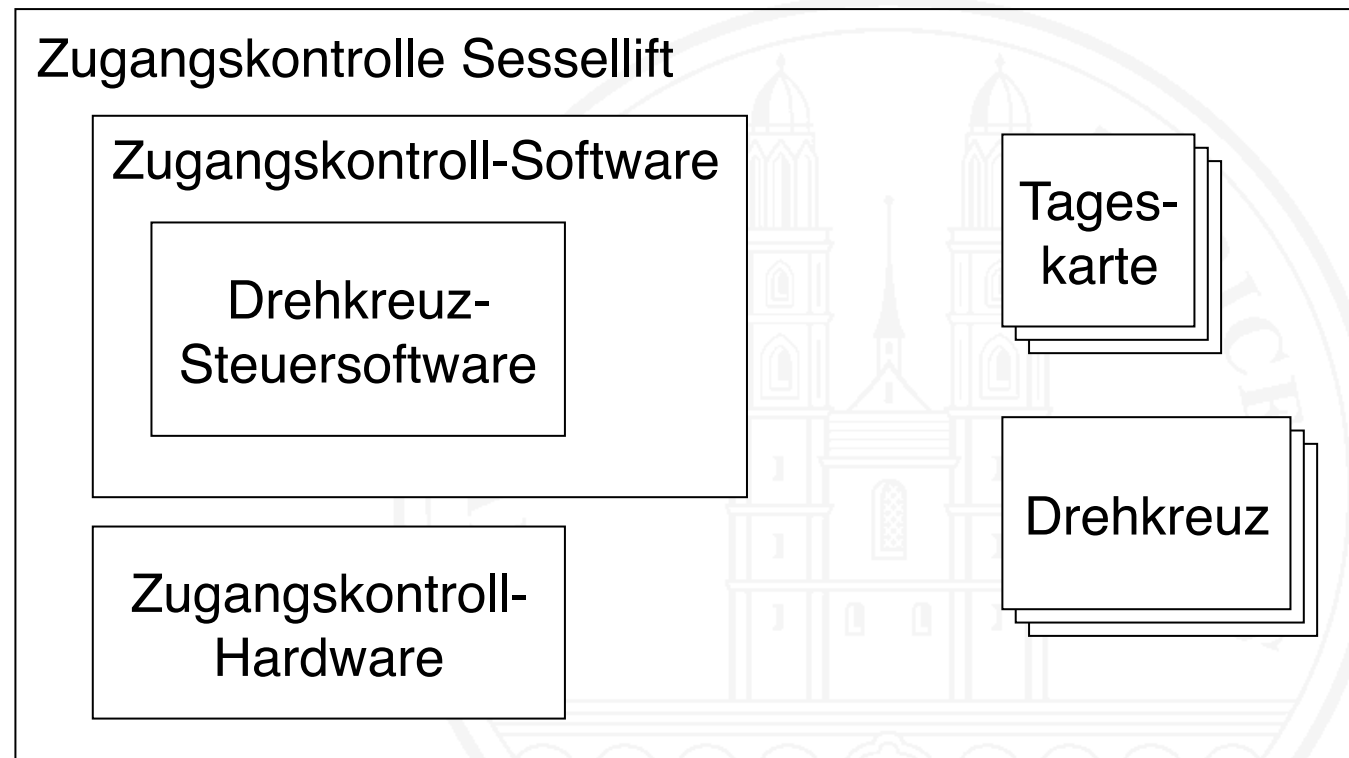 Zugangskontrolle Sessellift
Zugangskontroll-Software
Drehkreuz-
Steuersoftware
Zugangskontroll-
Hardware
Tages-
karte
Drehkreuz